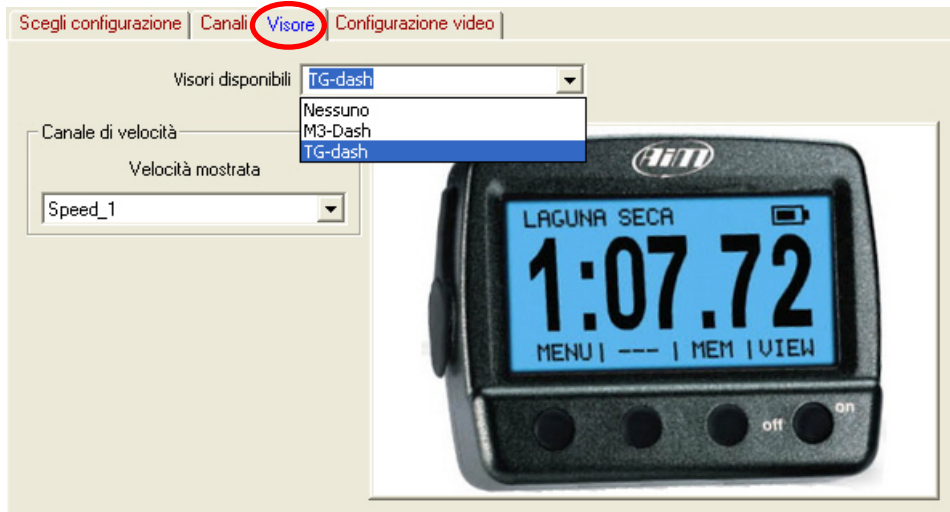 Scegli configurazione Canali Visore Configurazione video
Visori disponibili TG-dash
Nessuno
M3-Dash
TG-dash
Canale di velocità
Velocità mostrata
Speed_1
AiM
LAGUNA SECA
1:07.72
MENU| --- | MEM |VIEW
off on